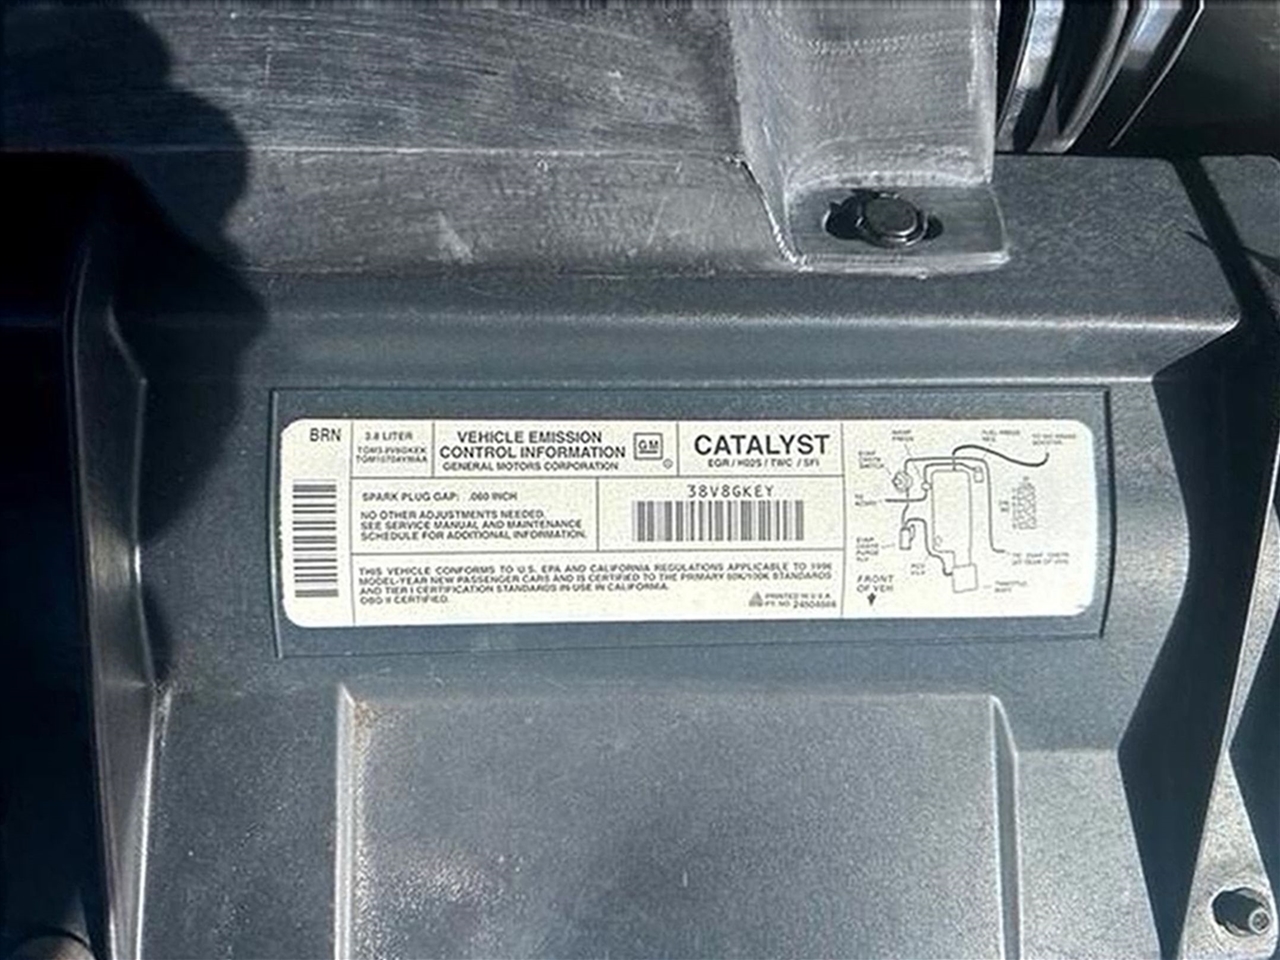 BRN
3.8 LITER
VEHICLE EMISSION
CONTROL INFORMATION
GENERAL MOTORS CORPORATION
GM
CATALYST
EGR / HO2S / TWC / SFI
SPARK PLUG GAP: .060 INCH
NO OTHER ADJUSTMENTS NEEDED.
SEE SERVICE MANUAL AND MAINTENANCE
SCHEDULE FOR ADDITIONAL INFORMATION.
38V8GKEY
THIS VEHICLE CONFORMS TO U.S. EPA AND CALIFORNIA REGULATIONS APPLICABLE TO 1996
MODEL-YEAR NEW PASSENGER CARS AND IS CERTIFIED TO THE PRIMARY 50K/100K STANDARDS
AND TIER I CERTIFICATION STANDARDS IN USE IN CALIFORNIA.
OBD II CERTIFIED.
PRINTED IN U.S.A.
FRONT
OF VEH